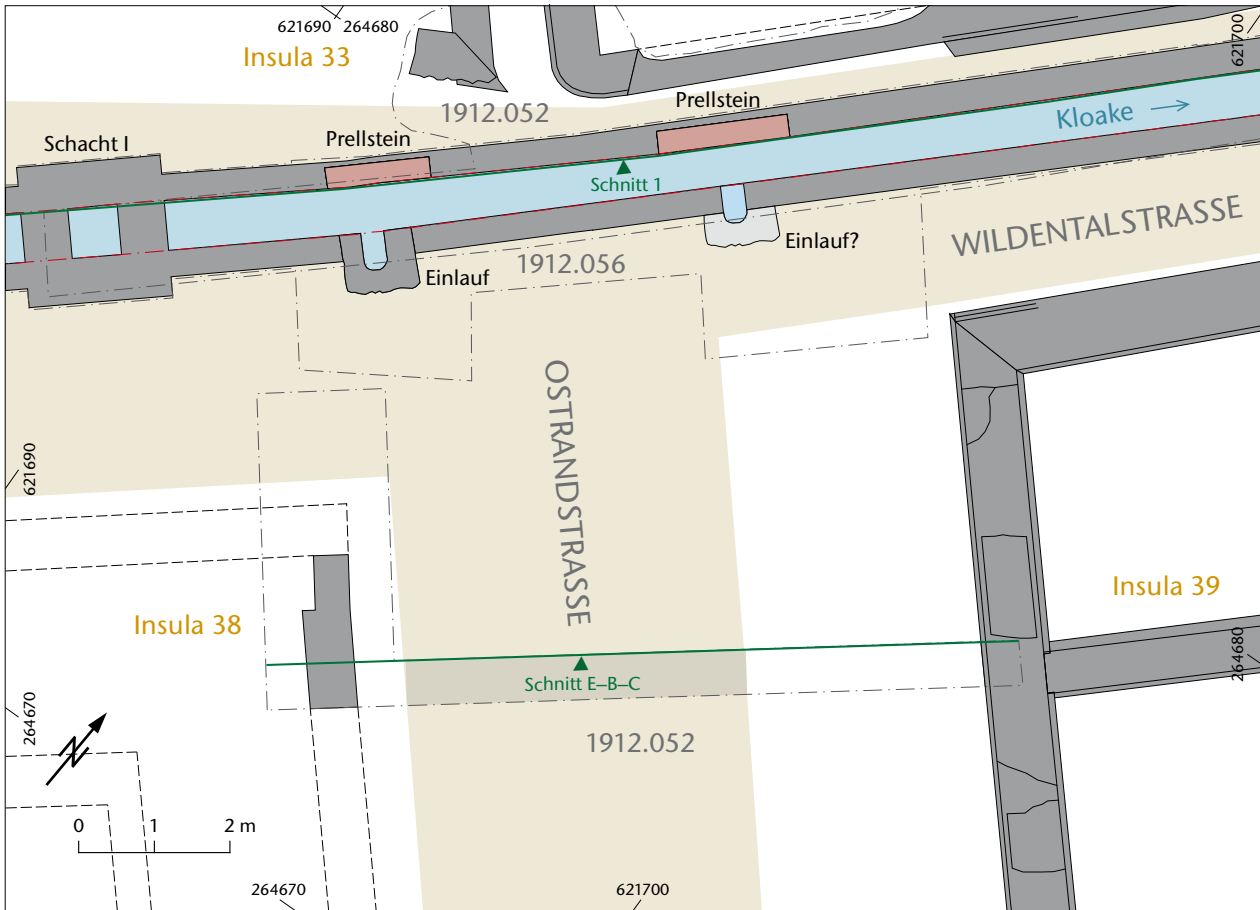 621690 264680
621700
Insula 33
1912.052
Prellstein
Prellstein
Kloake
Schacht I
Schnitt 1
WILDENTALSTRASSE
Einlauf?
1912.056
Einlauf
OSTRANDSTRASSE
621690
Insula 39
Insula 38
264680
Schnitt E–B–C
264670
1912.052
N
0 1 2 m
264670
621700